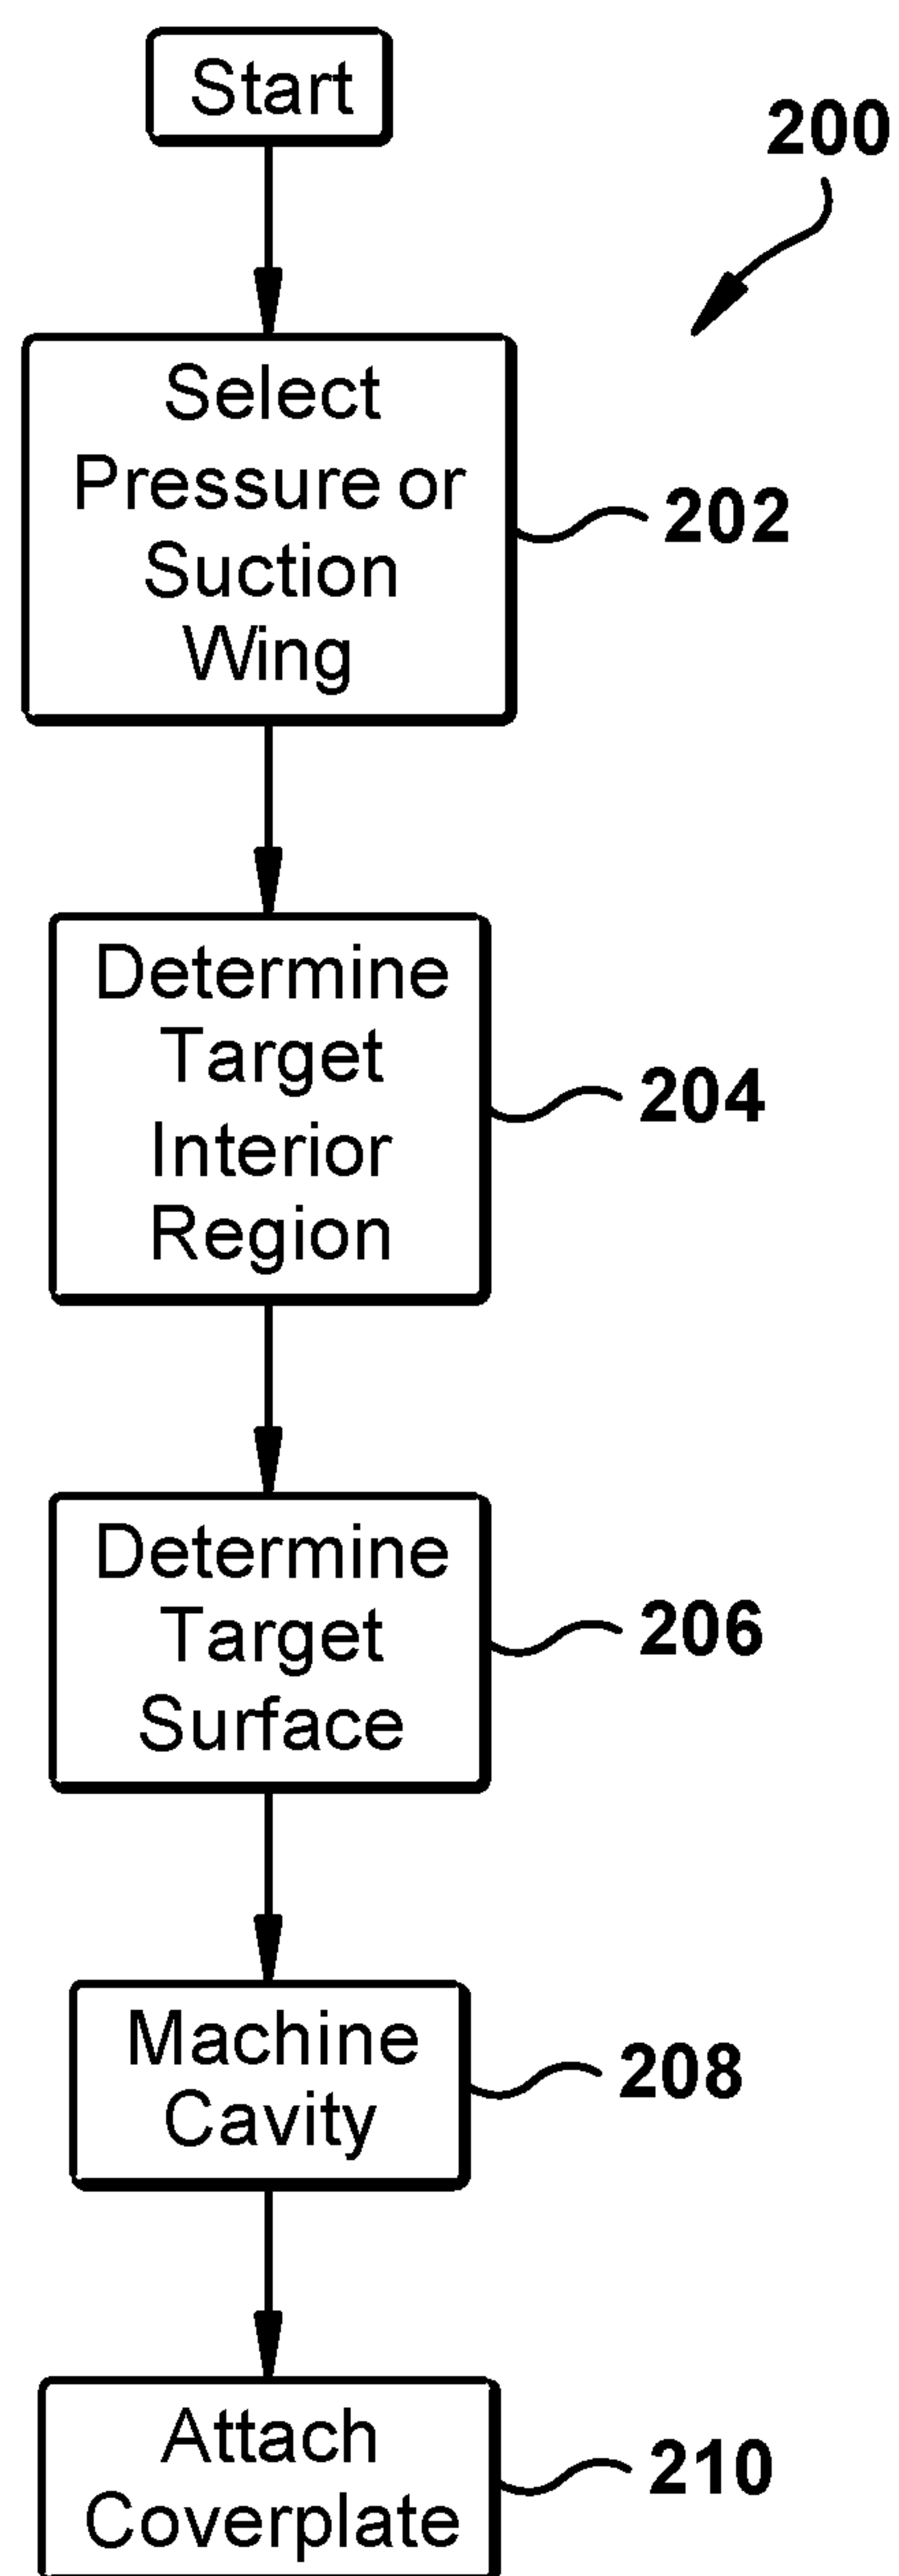 Start
200
Select
Pressure or
Suction
Wing
202
Determine
Target
Interior
Region
204
Determine
Target
Surface
206
Machine
Cavity
208
Attach
Coverplate
210